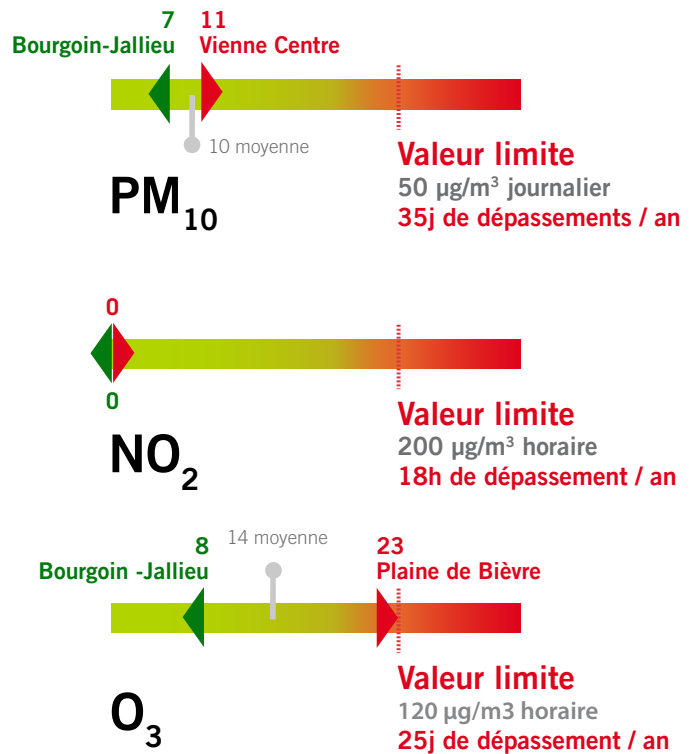 7
Bourgoin-Jallieu
11
Vienne Centre
10 moyenne
PM10
Valeur limite
50 µg/m³ journalier
35j de dépassements / an
0
0
NO2
Valeur limite
200 µg/m³ horaire
18h de dépassement / an
8
Bourgoin -Jallieu
14 moyenne
23
Plaine de Bièvre
O3
Valeur limite
120 µg/m3 horaire
25j de dépassement / an